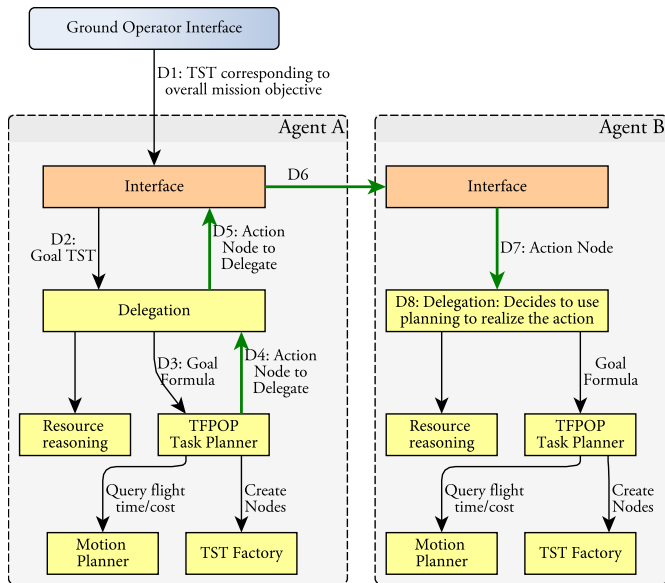 Ground Operator Interface
D1: TST corresponding to
overall mission objective
Agent A
Agent B
Interface
D6
Interface
D2:
Goal TST
D5: Action
Node to
Delegate
D7: Action Node
Delegation
D8: Delegation: Decides to use
planning to realize the action
D3: Goal
Formula
D4: Action
Node to
Delegate
Goal
Formula
Resource
reasoning
TFPOP
Task Planner
Resource
reasoning
TFPOP
Task Planner
Query flight
time/cost
Create
Nodes
Query flight
time/cost
Create
Nodes
Motion
Planner
TST Factory
Motion
Planner
TST Factory